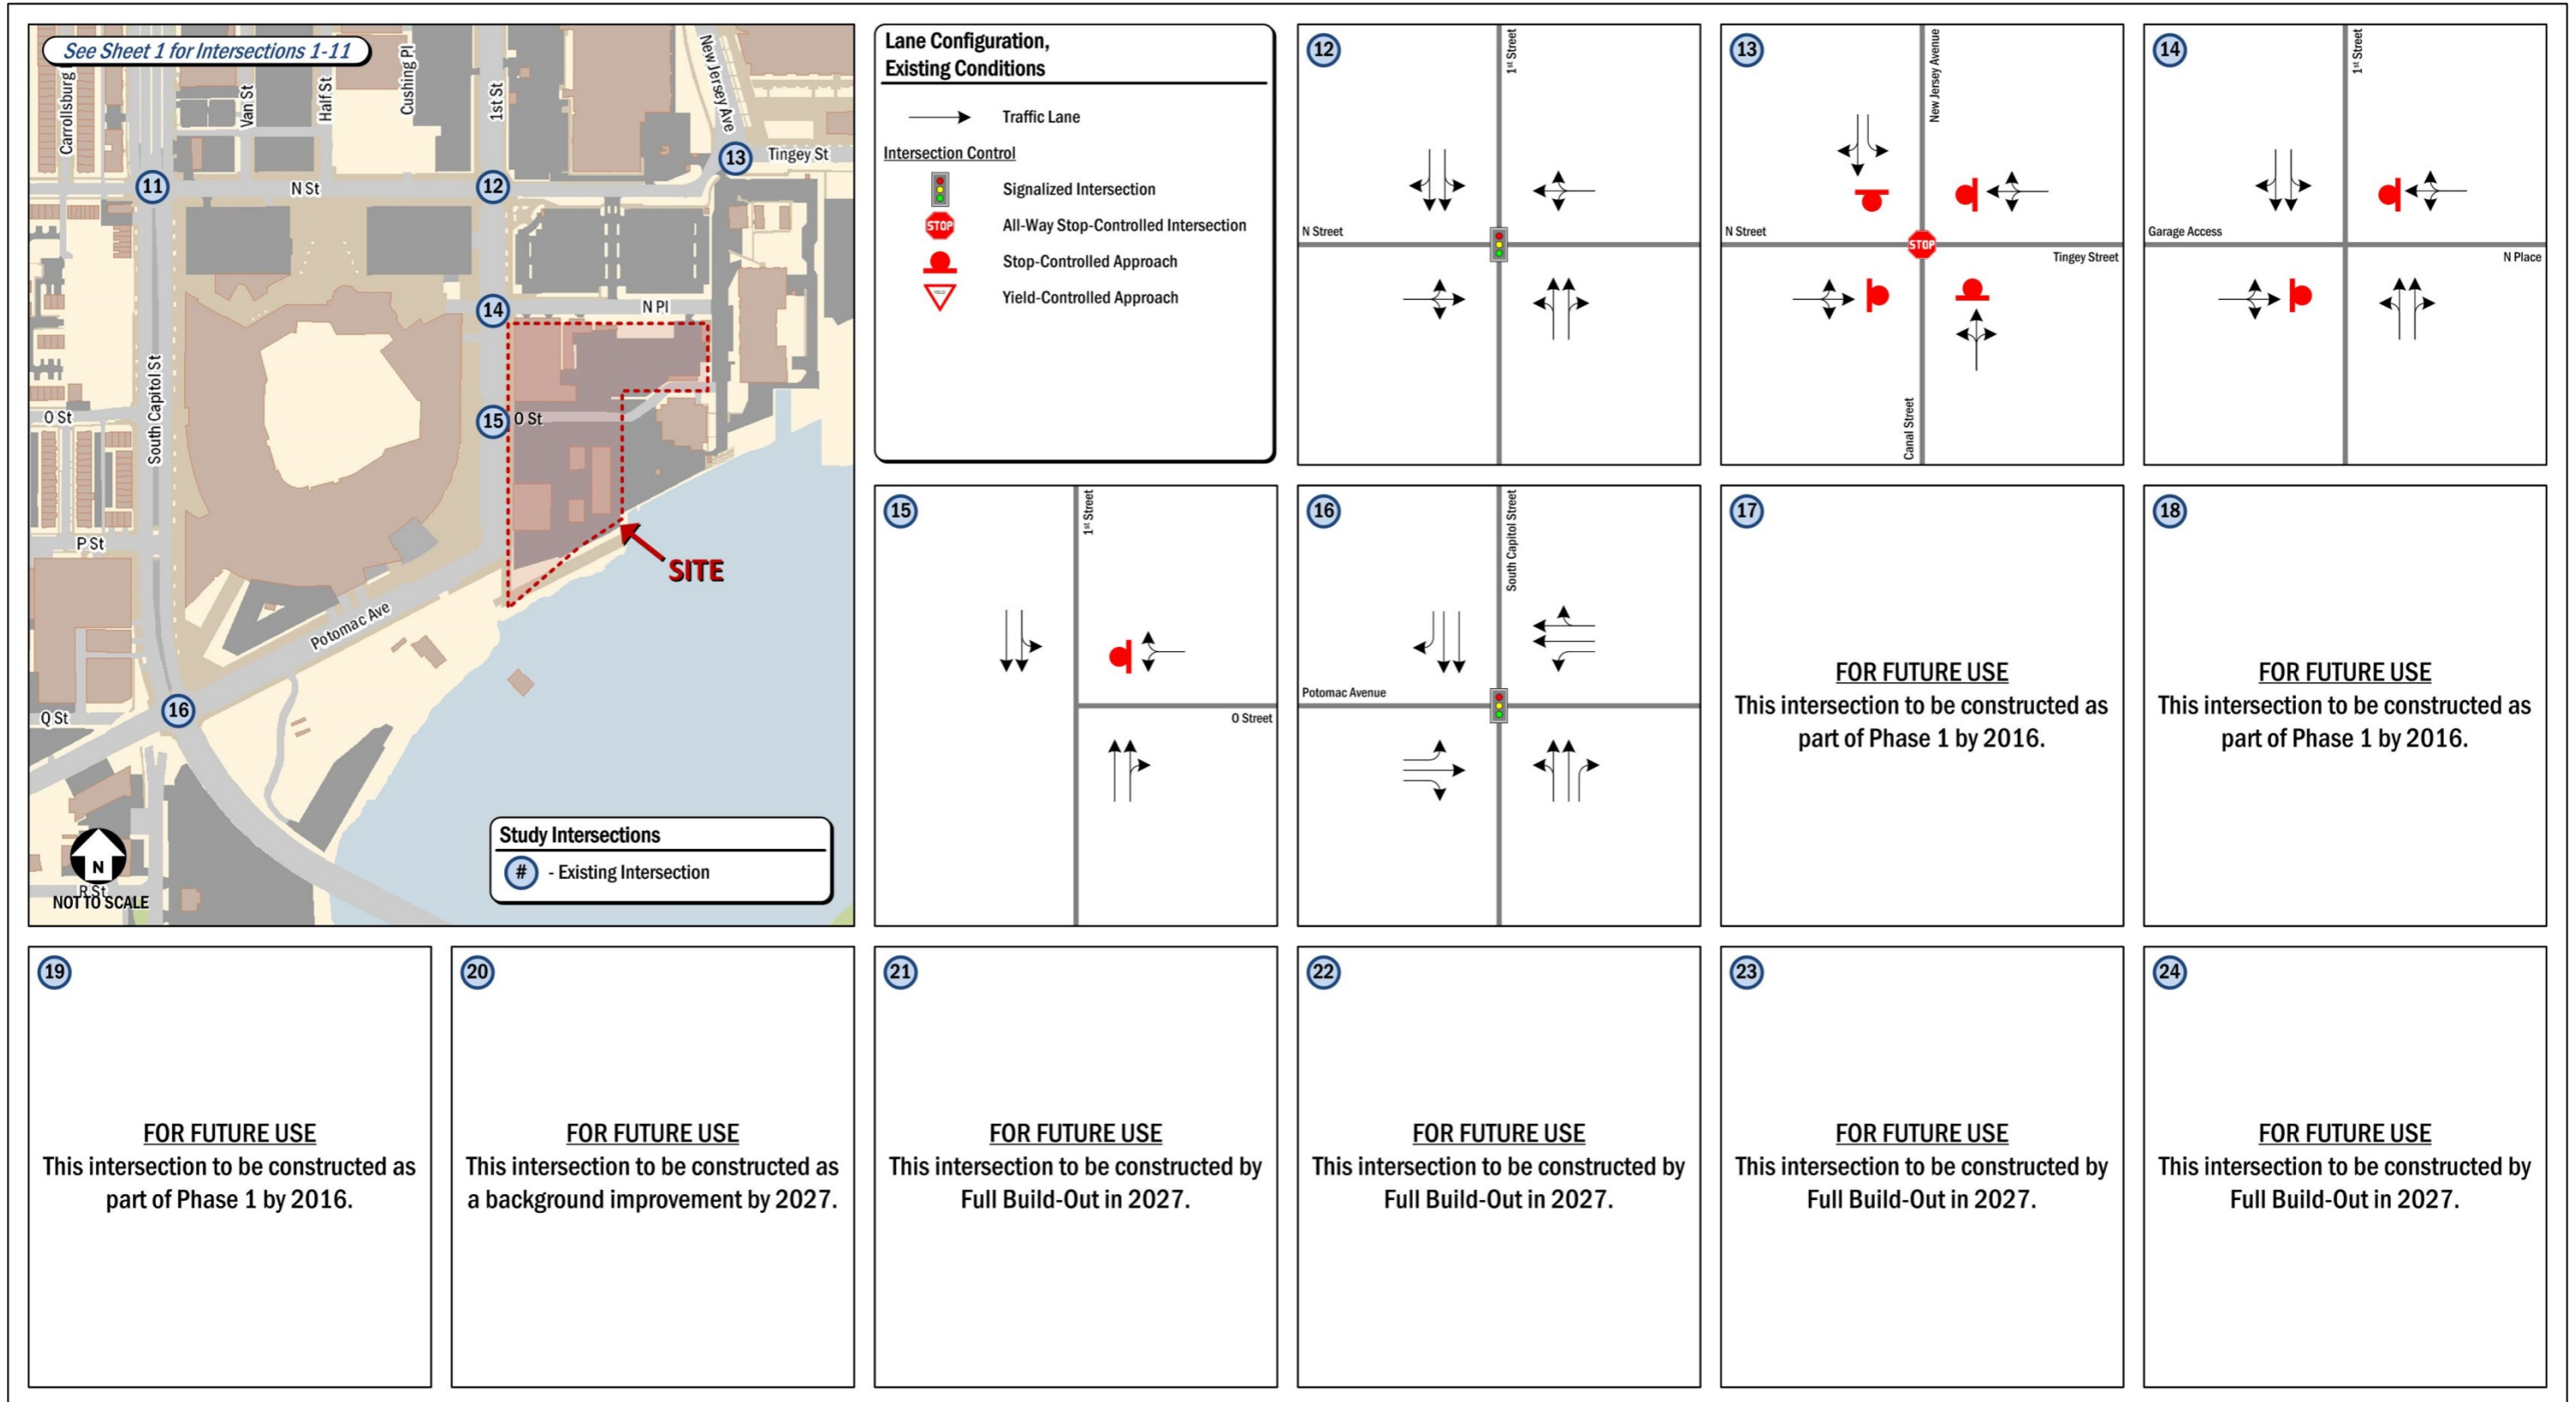 See Sheet 1 for Intersections 1-11
Carrollsburg
Van St
Half St
Cushing Pl
1st St
New Jersey Ave
13
Tingey St
11
N St
12
14
N Pl
South Capitol St
O St
15
O St
P St
SITE
Potomac Ave
16
Q St
N
R St
NOT TO SCALE
Study Intersections
# - Existing Intersection
Lane Configuration,
Existing Conditions
Traffic Lane
Intersection Control
Signalized Intersection
STOP All-Way Stop-Controlled Intersection
Stop-Controlled Approach
YIELD Yield-Controlled Approach
12
1st Street
N Street
13
New Jersey Avenue
N Street
STOP
Tingey Street
Canal Street
14
1st Street
Garage Access
N Place
15
1st Street
O Street
16
South Capitol Street
Potomac Avenue
17
FOR FUTURE USE
This intersection to be constructed as
part of Phase 1 by 2016.
18
FOR FUTURE USE
This intersection to be constructed as
part of Phase 1 by 2016.
19
FOR FUTURE USE
This intersection to be constructed as
part of Phase 1 by 2016.
20
FOR FUTURE USE
This intersection to be constructed as
a background improvement by 2027.
21
FOR FUTURE USE
This intersection to be constructed by
Full Build-Out in 2027.
22
FOR FUTURE USE
This intersection to be constructed by
Full Build-Out in 2027.
23
FOR FUTURE USE
This intersection to be constructed by
Full Build-Out in 2027.
24
FOR FUTURE USE
This intersection to be constructed by
Full Build-Out in 2027.